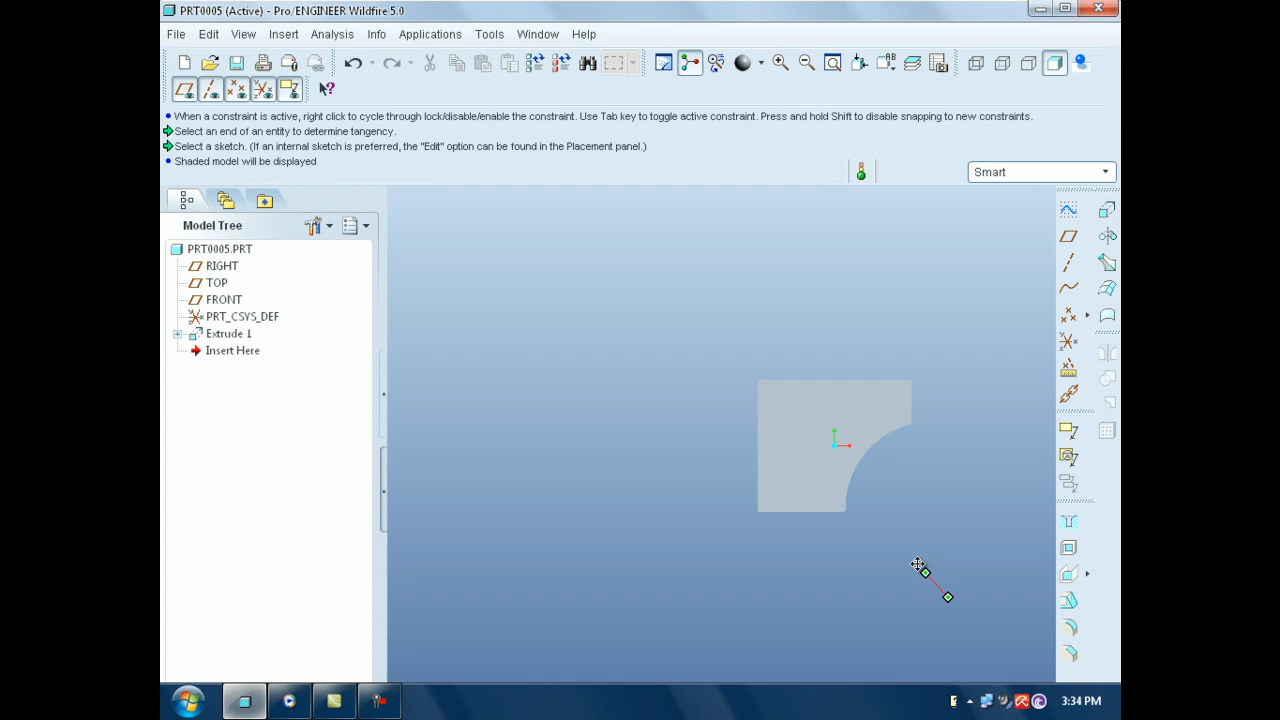 PRT0005 (Active) - Pro/ENGINEER Wildfire 5.0
File Edit View Insert Analysis Info Applications Tools Window Help
When a constraint is active, right click to cycle through lock/disable/enable the constraint. Use Tab key to toggle active constraint. Press and hold Shift to disable snapping to new constraints.
Select an end of an entity to determine tangency.
Select a sketch. (If an internal sketch is preferred, the "Edit" option can be found in the Placement panel.)
Shaded model will be displayed
Smart
Model Tree
PRT0005.PRT
RIGHT
TOP
FRONT
PRT_CSYS_DEF
Extrude 1
Insert Here
3:34 PM